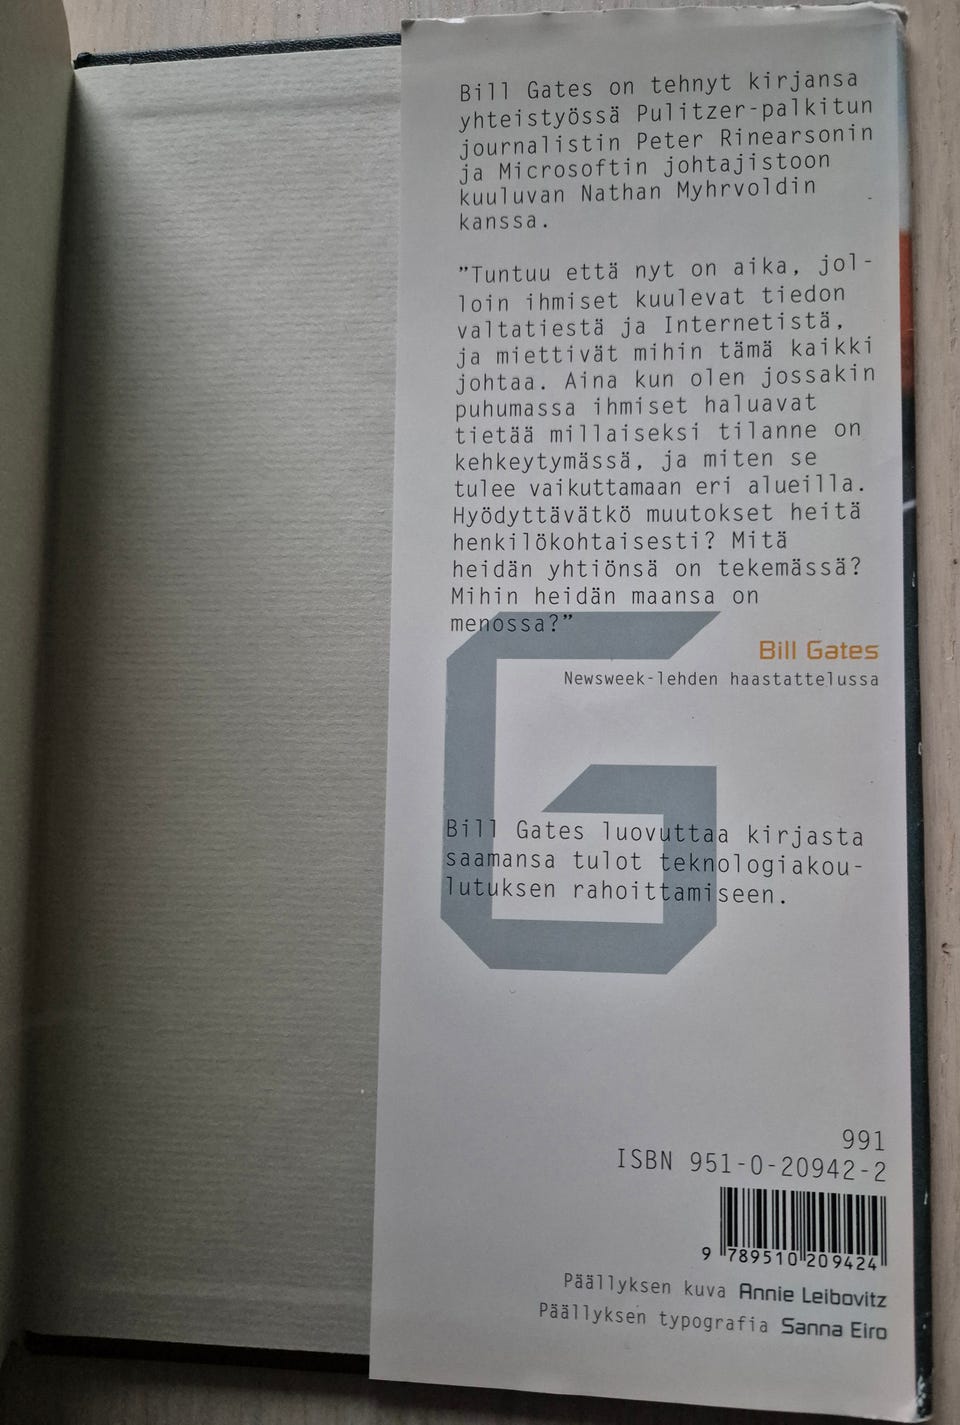 Bill Gates on tehnyt kirjansa
yhteistyössä Pulitzer-palkitun
journalistin Peter Rinearsonin
ja Microsoftin johtajistoon
kuuluvan Nathan Myhrvoldin
kanssa.
"Tuntuu että nyt on aika, jol-
loin ihmiset kuulevat tiedon
valtatiestä ja Internetistä,
ja miettivät mihin tämä kaikki
johtaa. Aina kun olen jossakin
puhumassa ihmiset haluavat
tietää millaiseksi tilanne on
kehkeytymässä, ja miten se
tulee vaikuttamaan eri alueilla.
Hyödyttävätkö muutokset heitä
henkilökohtaisesti? Mitä
heidän yhtiönsä on tekemässä?
Mihin heidän maansa on
menossa?"
Bill Gates
Newsweek-lehden haastattelussa
G
Bill Gates luovuttaa kirjasta
saamansa tulot teknologiakou-
lutuksen rahoittamiseen.
991
ISBN 951-0-20942-2
9 789510 209424
Päällyksen kuva Annie Leibovitz
Päällyksen typografia Sanna Eiro